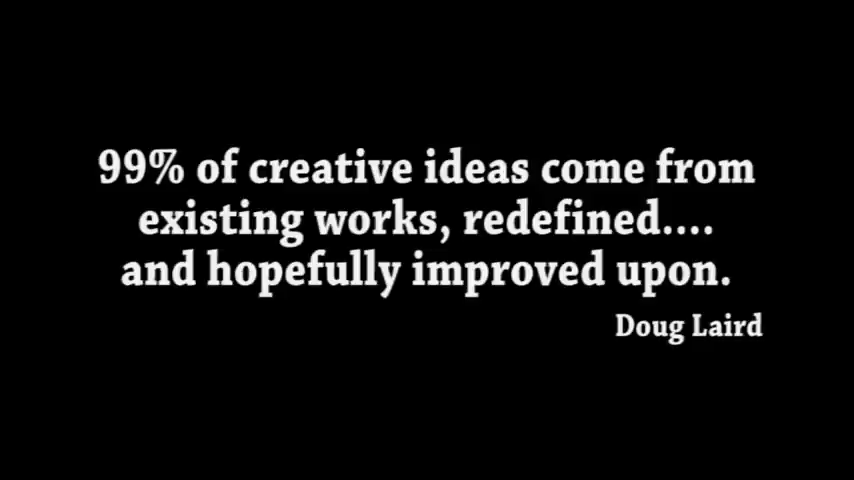 99% of creative ideas come from
existing works, redefined....
and hopefully improved upon.
Doug Laird